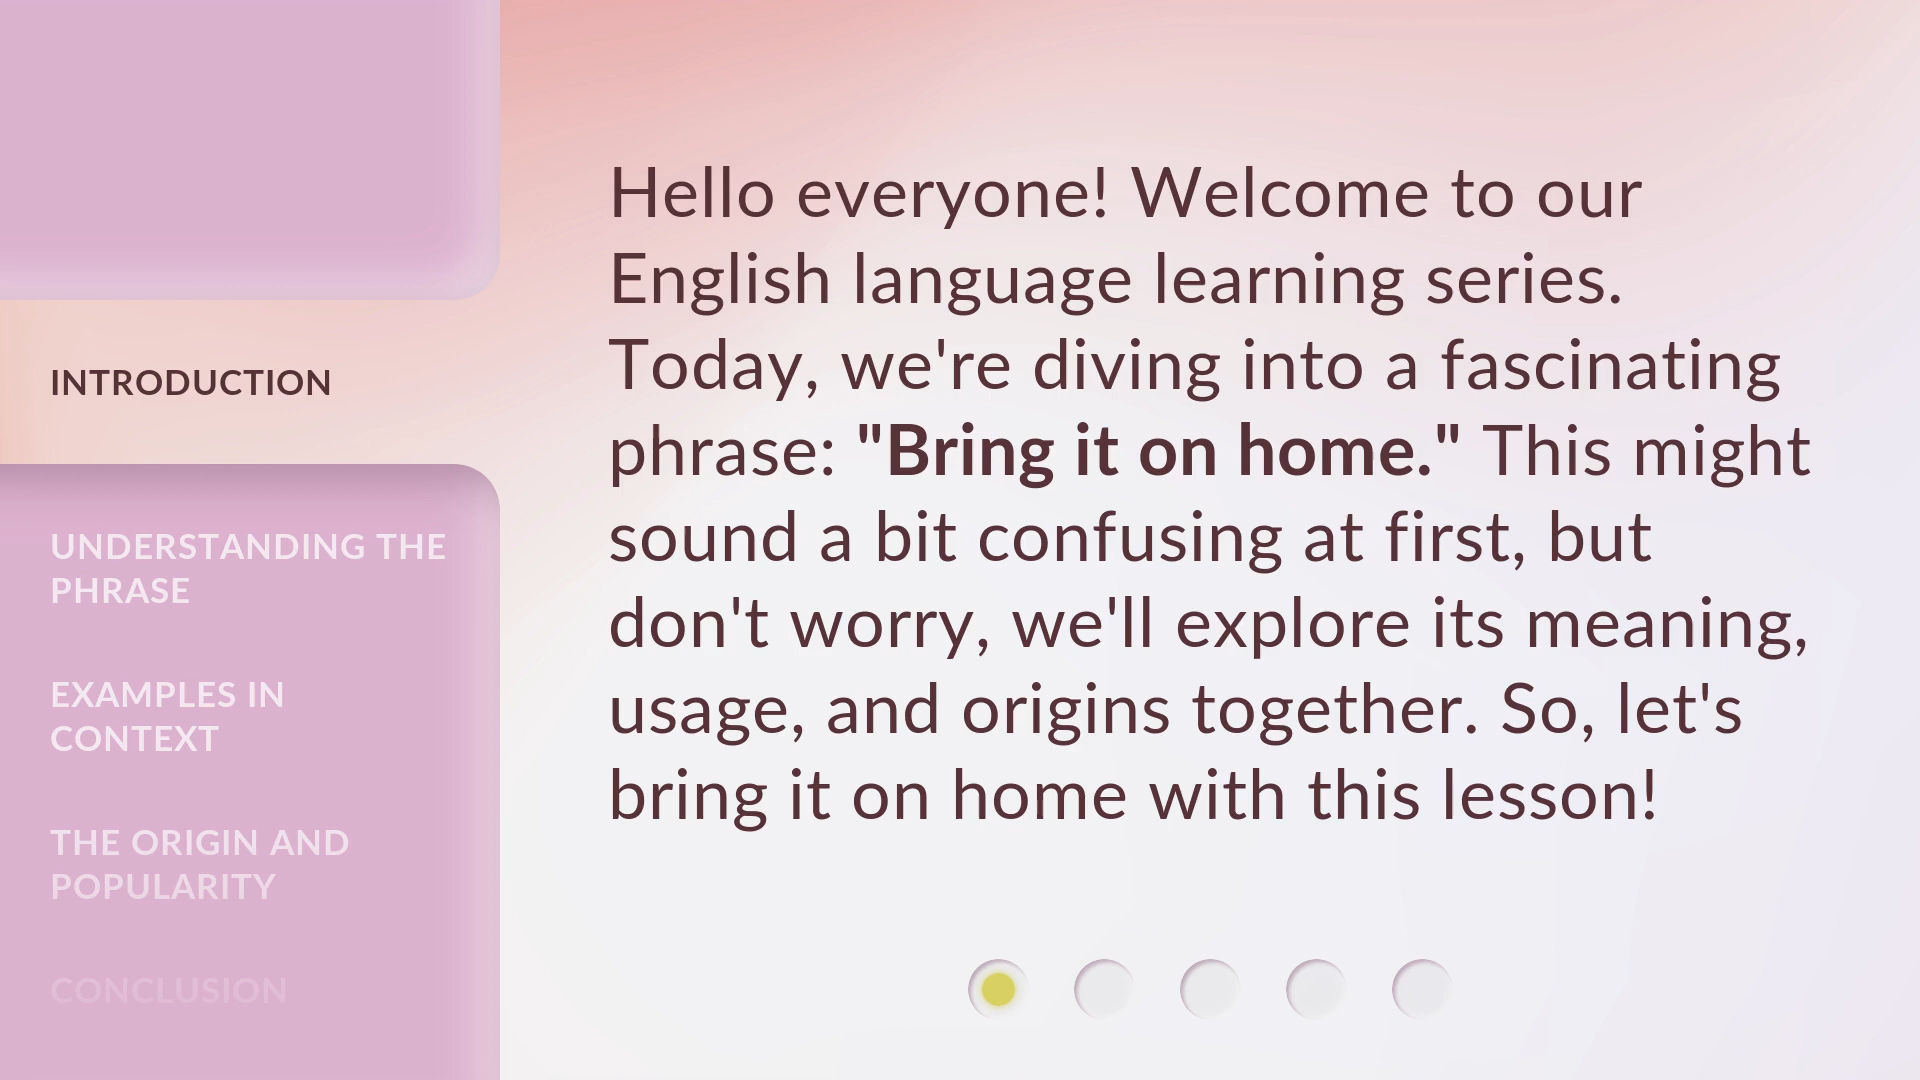 INTRODUCTION
UNDERSTANDING THE
PHRASE
EXAMPLES IN
CONTEXT
THE ORIGIN AND
POPULARITY
CONCLUSION
Hello everyone! Welcome to our
English language learning series.
Today, we're diving into a fascinating
phrase: "Bring it on home." This might
sound a bit confusing at first, but
don't worry, we'll explore its meaning,
usage, and origins together. So, let's
bring it on home with this lesson!